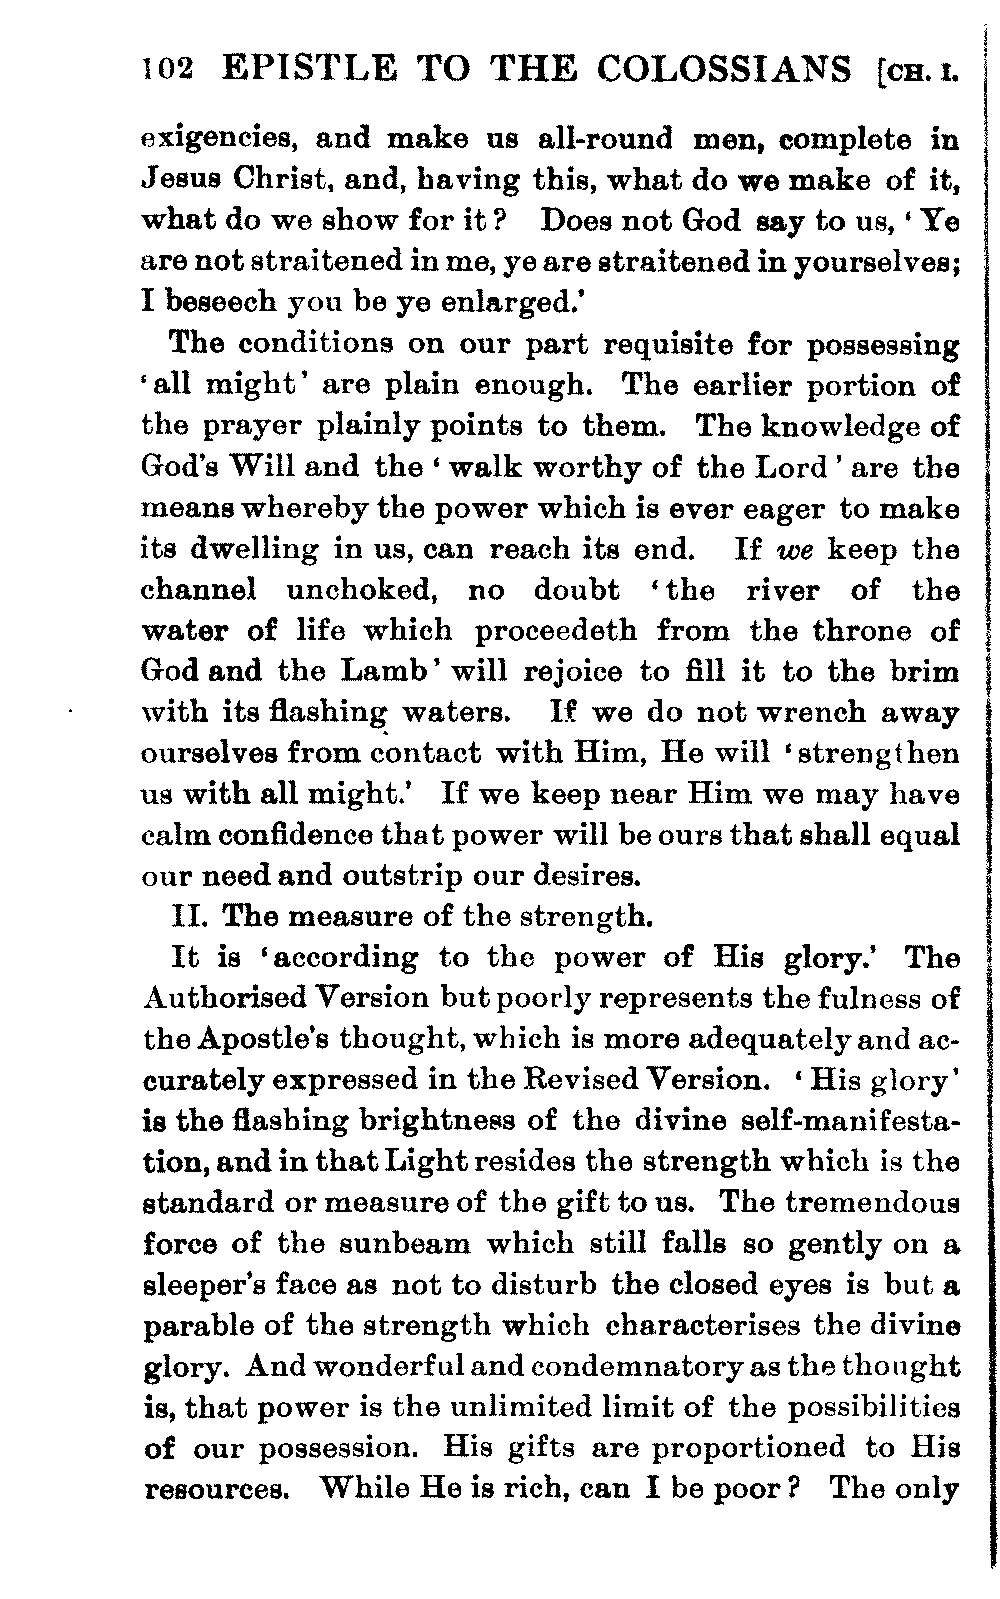 102 EPISTLE TO THE COLOSSIANS [CH. I.
exigencies, and make us all-round men, complete in
Jesus Christ, and, having this, what do we make of it,
what do we show for it? Does not God say to us, ‘Ye
are not straitened in me, ye are straitened in yourselves;
I beseech you be ye enlarged.’
The conditions on our part requisite for possessing
‘all might’ are plain enough. The earlier portion of
the prayer plainly points to them. The knowledge of
God’s Will and the ‘walk worthy of the Lord’ are the
means whereby the power which is ever eager to make
its dwelling in us, can reach its end. If we keep the
channel unchoked, no doubt ‘the river of the
water of life which proceedeth from the throne of
God and the Lamb’ will rejoice to fill it to the brim
with its flashing waters. If we do not wrench away
ourselves from contact with Him, He will ‘strengthen
us with all might.’ If we keep near Him we may have
calm confidence that power will be ours that shall equal
our need and outstrip our desires.
II. The measure of the strength.
It is ‘according to the power of His glory.’ The
Authorised Version but poorly represents the fulness of
the Apostle’s thought, which is more adequately and ac-
curately expressed in the Revised Version. ‘His glory’
is the flashing brightness of the divine self-manifesta-
tion, and in that Light resides the strength which is the
standard or measure of the gift to us. The tremendous
force of the sunbeam which still falls so gently on a
sleeper’s face as not to disturb the closed eyes is but a
parable of the strength which characterises the divine
glory. And wonderful and condemnatory as the thought
is, that power is the unlimited limit of the possibilities
of our possession. His gifts are proportioned to His
resources. While He is rich, can I be poor? The only